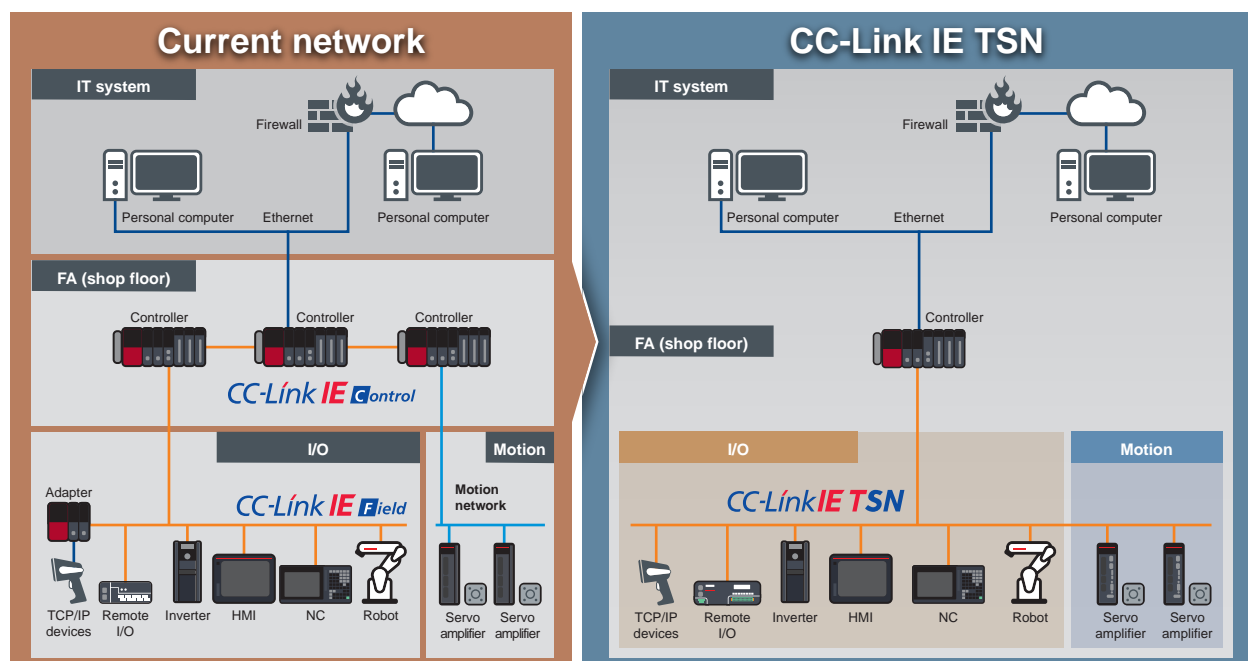 Current network
IT system
Firewall
Personal computer
Ethernet
Personal computer
FA (shop floor)
Controller
Controller
Controller
CC-Link IE Control
I/O
Motion
Adapter
CC-Link IE Field
Motion
network
TCP/IP
devices
Remote
I/O
Inverter
HMI
NC
Robot
Servo
amplifier
Servo
amplifier
CC-Link IE TSN
IT system
Firewall
Personal computer
Ethernet
Personal computer
Controller
FA (shop floor)
I/O
Motion
CC-Link IE TSN
TCP/IP
devices
Remote
I/O
Inverter
HMI
NC
Robot
Servo
amplifier
Servo
amplifier